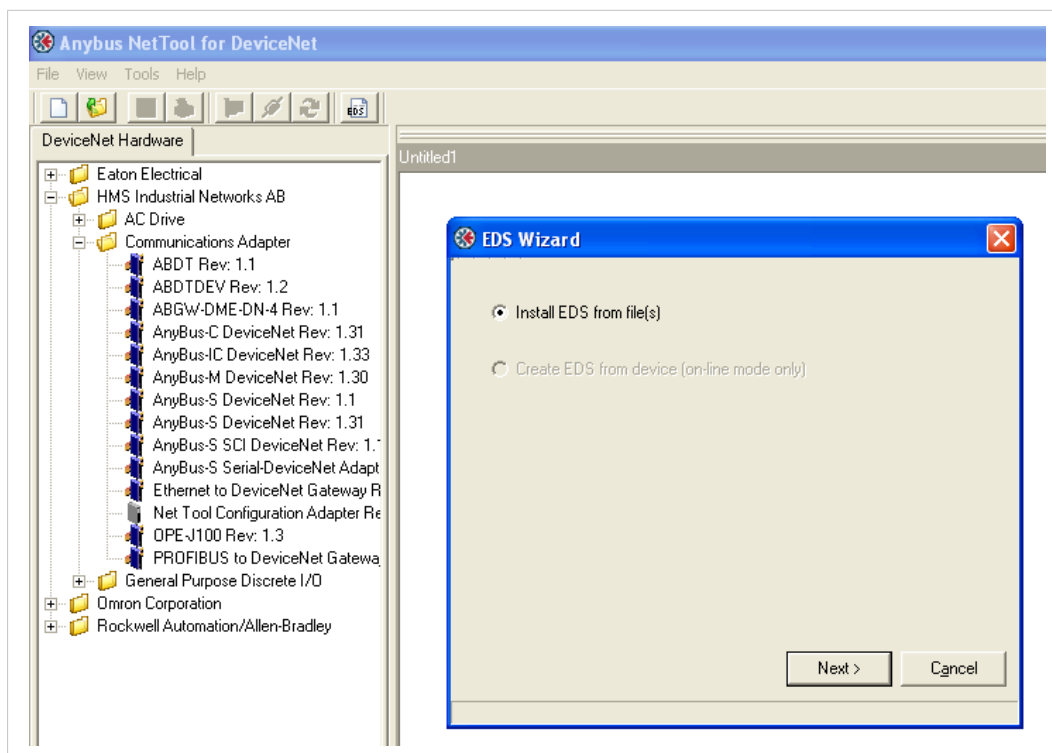 Anybus NetTool for DeviceNet
File View Tools Help
EDS
DeviceNet Hardware
Untitled1
Eaton Electrical
HMS Industrial Networks AB
AC Drive
Communications Adapter
ABDT Rev: 1.1
ABDTDEV Rev: 1.2
ABGW-DME-DN-4 Rev: 1.1
AnyBus-C DeviceNet Rev: 1.31
AnyBus-IC DeviceNet Rev: 1.33
AnyBus-M DeviceNet Rev: 1.30
AnyBus-S DeviceNet Rev: 1.1
AnyBus-S DeviceNet Rev: 1.31
AnyBus-S SCI DeviceNet Rev: 1.
AnyBus-S Serial-DeviceNet Adapt
Ethernet to DeviceNet Gateway R
Net Tool Configuration Adapter Re
OPE-J100 Rev: 1.3
PROFIBUS to DeviceNet Gatewa
General Purpose Discrete I/O
Omron Corporation
Rockwell Automation/Allen-Bradley
EDS Wizard
Install EDS from file(s)
Create EDS from device (on-line mode only)
Next >
Cancel